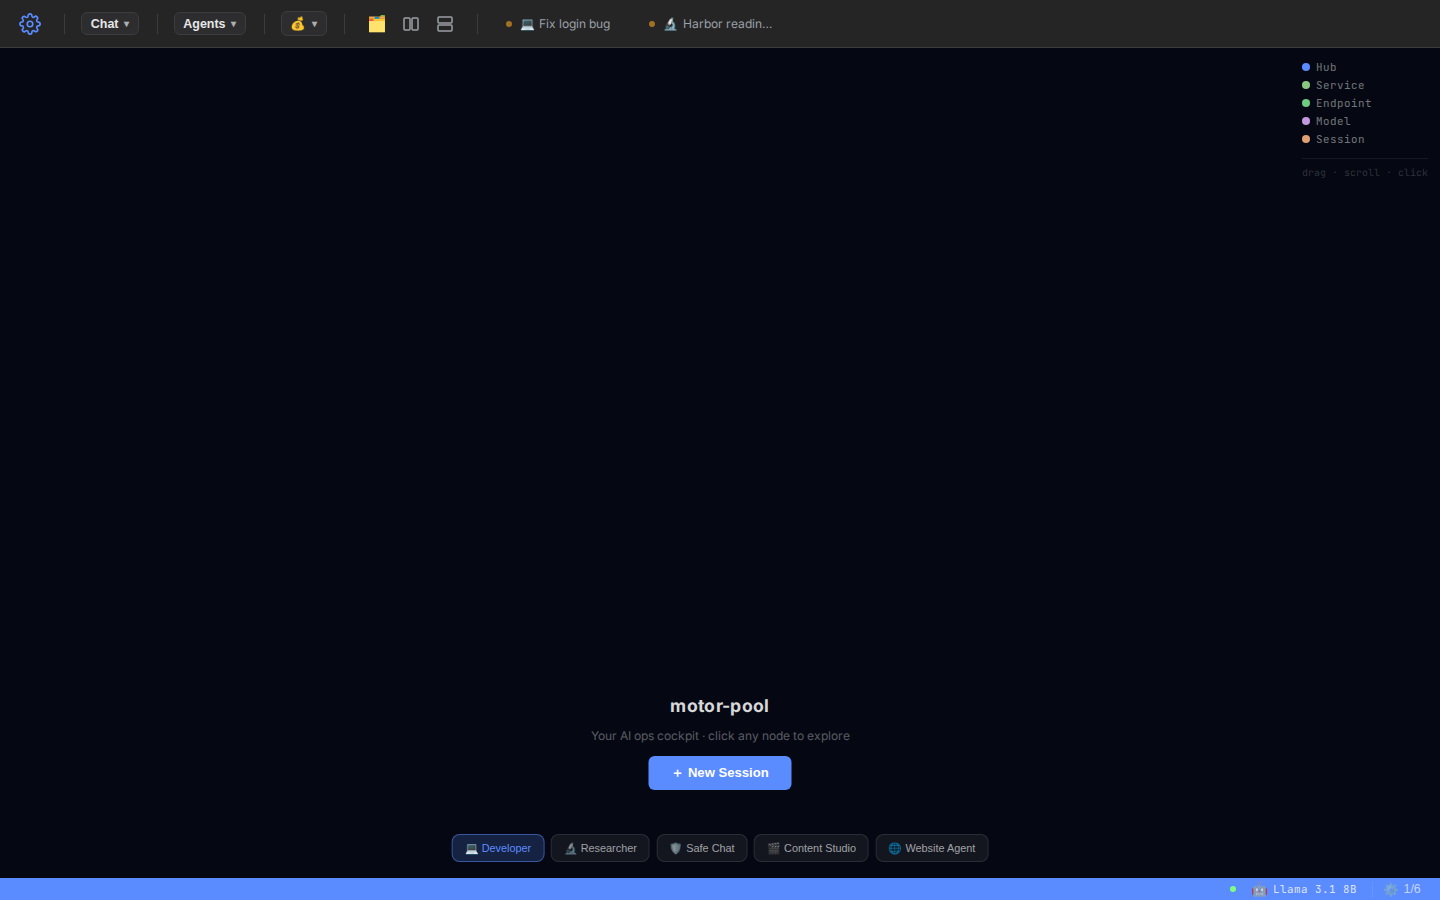 Chat ▾
Agents ▾
▾
Fix login bug
Harbor readin...
Hub
Service
Endpoint
Model
Session
drag · scroll · click
motor-pool
Your AI ops cockpit · click any node to explore
+ New Session
Developer
Researcher
Safe Chat
Content Studio
Website Agent
Llama 3.1 8B
1/6